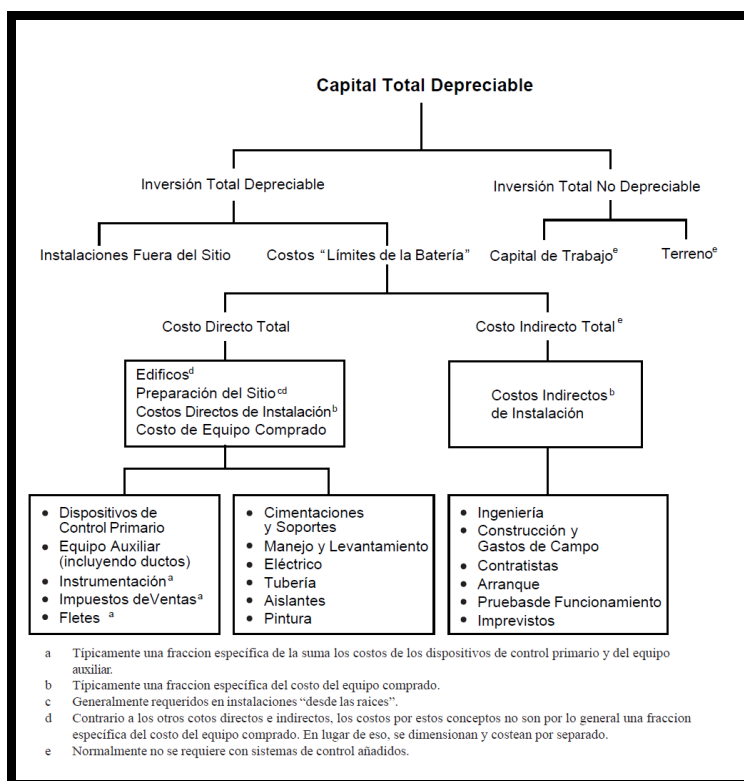 Capital Total Depreciable
Inversión Total Depreciable
Inversión Total No Depreciable
Instalaciones Fuera del Sitio
Costos “Límites de la Batería”
Capital de Trabajo e
Terreno e
Costo Directo Total
Costo Indirecto Total e
Edificos d
Preparación del Sitio cd
Costos Directos de Instalación b
Costo de Equipo Comprado
Costos Indirectos b
de Instalación
• Dispositivos de
Control Primario
• Equipo Auxiliar
(incluyendo ductos)
• Instrumentación a
• Impuestos deVentas a
• Fletes a
• Cimentaciones
y Soportes
• Manejo y Levantamiento
• Eléctrico
• Tubería
• Aislantes
• Pintura
• Ingeniería
• Construcción y
Gastos de Campo
• Contratistas
• Arranque
• Pruebasde Funcionamiento
• Imprevistos
a Típicamente una fraccion específica de la suma los costos de los dispositivos de control primario y del equipo
auxiliar.
b Típicamente una fraccion específica del costo del equipo comprado.
c Generalmente requeridos en instalaciones “desde las raices”.
d Contrario a los otros cotos directos e indirectos, los costos por estos conceptos no son por lo general una fraccion
específica del costo del equipo comprado. En lugar de eso, se dimensionan y costean por separado.
e Normalmente no se requiere con sistemas de control añadidos.